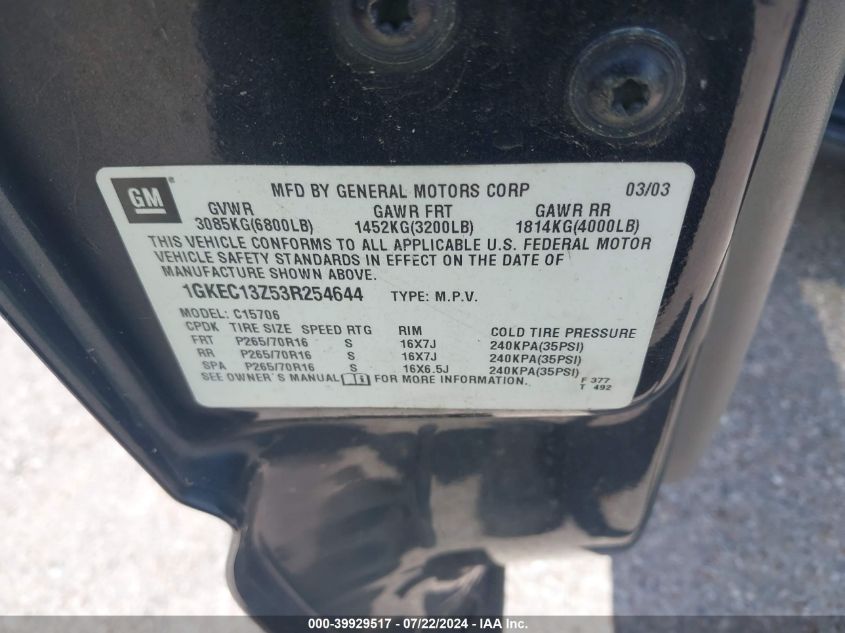 GM
MFD BY GENERAL MOTORS CORP 03/03
GVWR GAWR FRT GAWR RR
3085KG(6800LB) 1452KG(3200LB) 1814KG(4000LB)
THIS VEHICLE CONFORMS TO ALL APPLICABLE U.S. FEDERAL MOTOR
VEHICLE SAFETY STANDARDS IN EFFECT ON THE DATE OF
MANUFACTURE SHOWN ABOVE.
1GKEC13Z53R254644 TYPE: M.P.V.
MODEL: C15706
CPDK TIRE SIZE SPEED RTG RIM COLD TIRE PRESSURE
FRT P265/70R16 S 16X7J 240KPA(35PSI)
RR P265/70R16 S 16X7J 240KPA(35PSI)
SPA P265/70R16 S 16X6.5J 240KPA(35PSI)
SEE OWNER'S MANUAL FOR MORE INFORMATION.
F 377
T 492
000-39929517 / 07/22/2024 - IAA Inc.